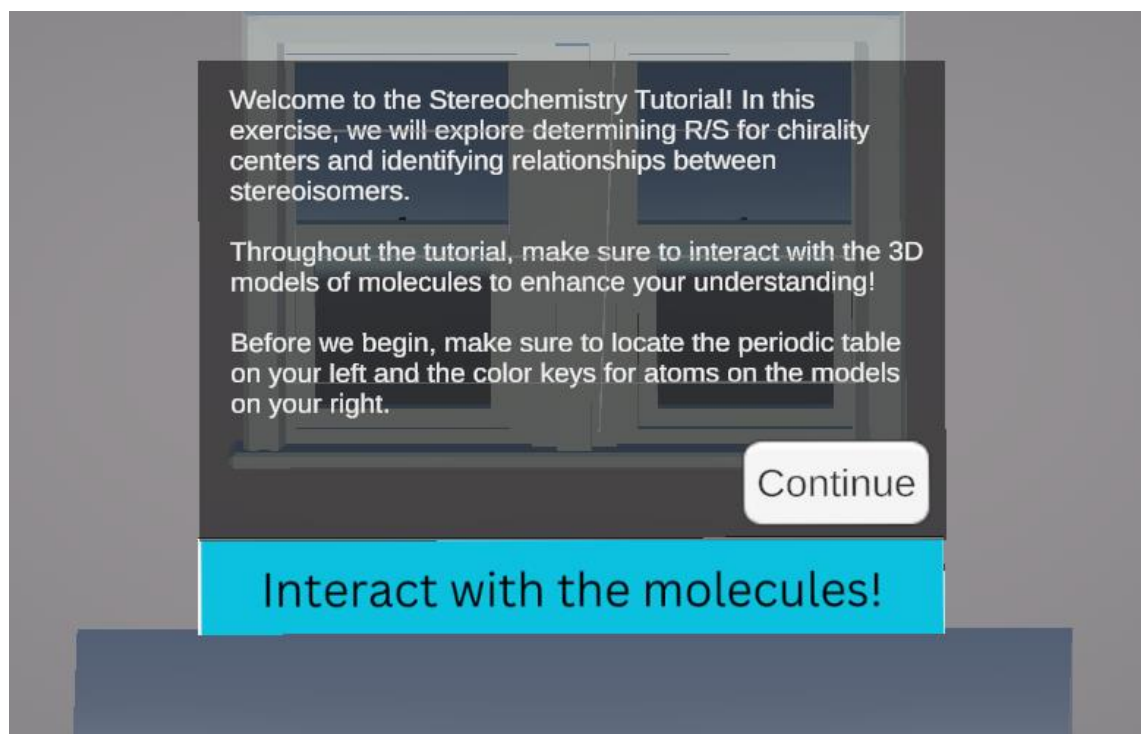 Welcome to the Stereochemistry Tutorial! In this
exercise, we will explore determining R/S for chirality
centers and identifying relationships between
stereoisomers.
Throughout the tutorial, make sure to interact with the 3D
models of molecules to enhance your understanding!
Before we begin, make sure to locate the periodic table
on your left and the color keys for atoms on the models
on your right.
Continue
Interact with the molecules!